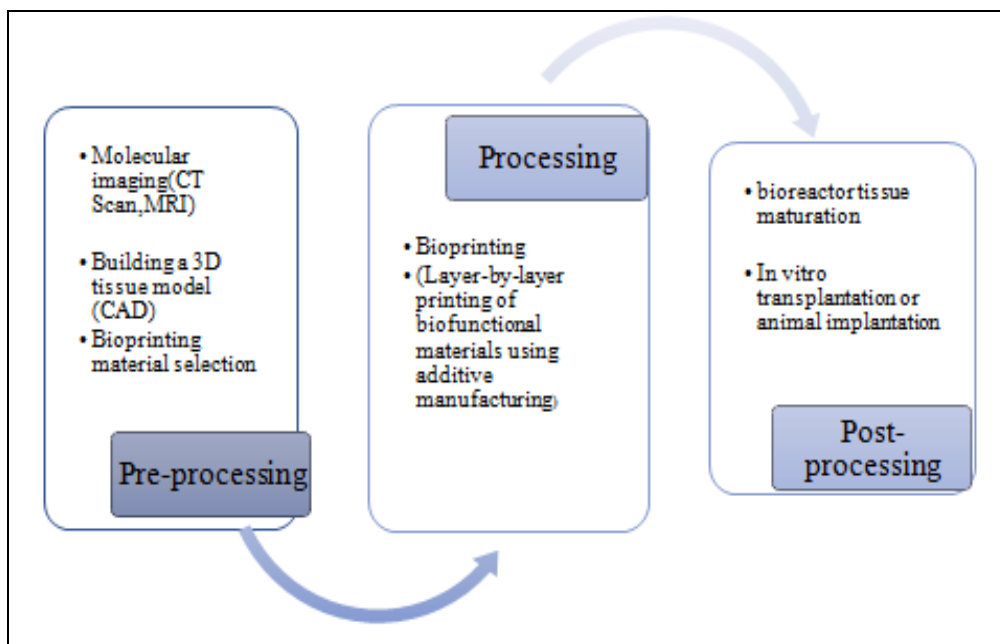 • Molecular
imaging(CT
Scan,MRI)
• Building a 3D
tissue model
(CAD)
• Bioprinting
material selection
Pre-processing
Processing
• Bioprinting
• (Layer-by-layer
printing of
biofunctional
materials using
additive
manufacturing)
• bioreactor tissue
maturation
• In vitro
transplantation or
animal implantation
Post-
processing